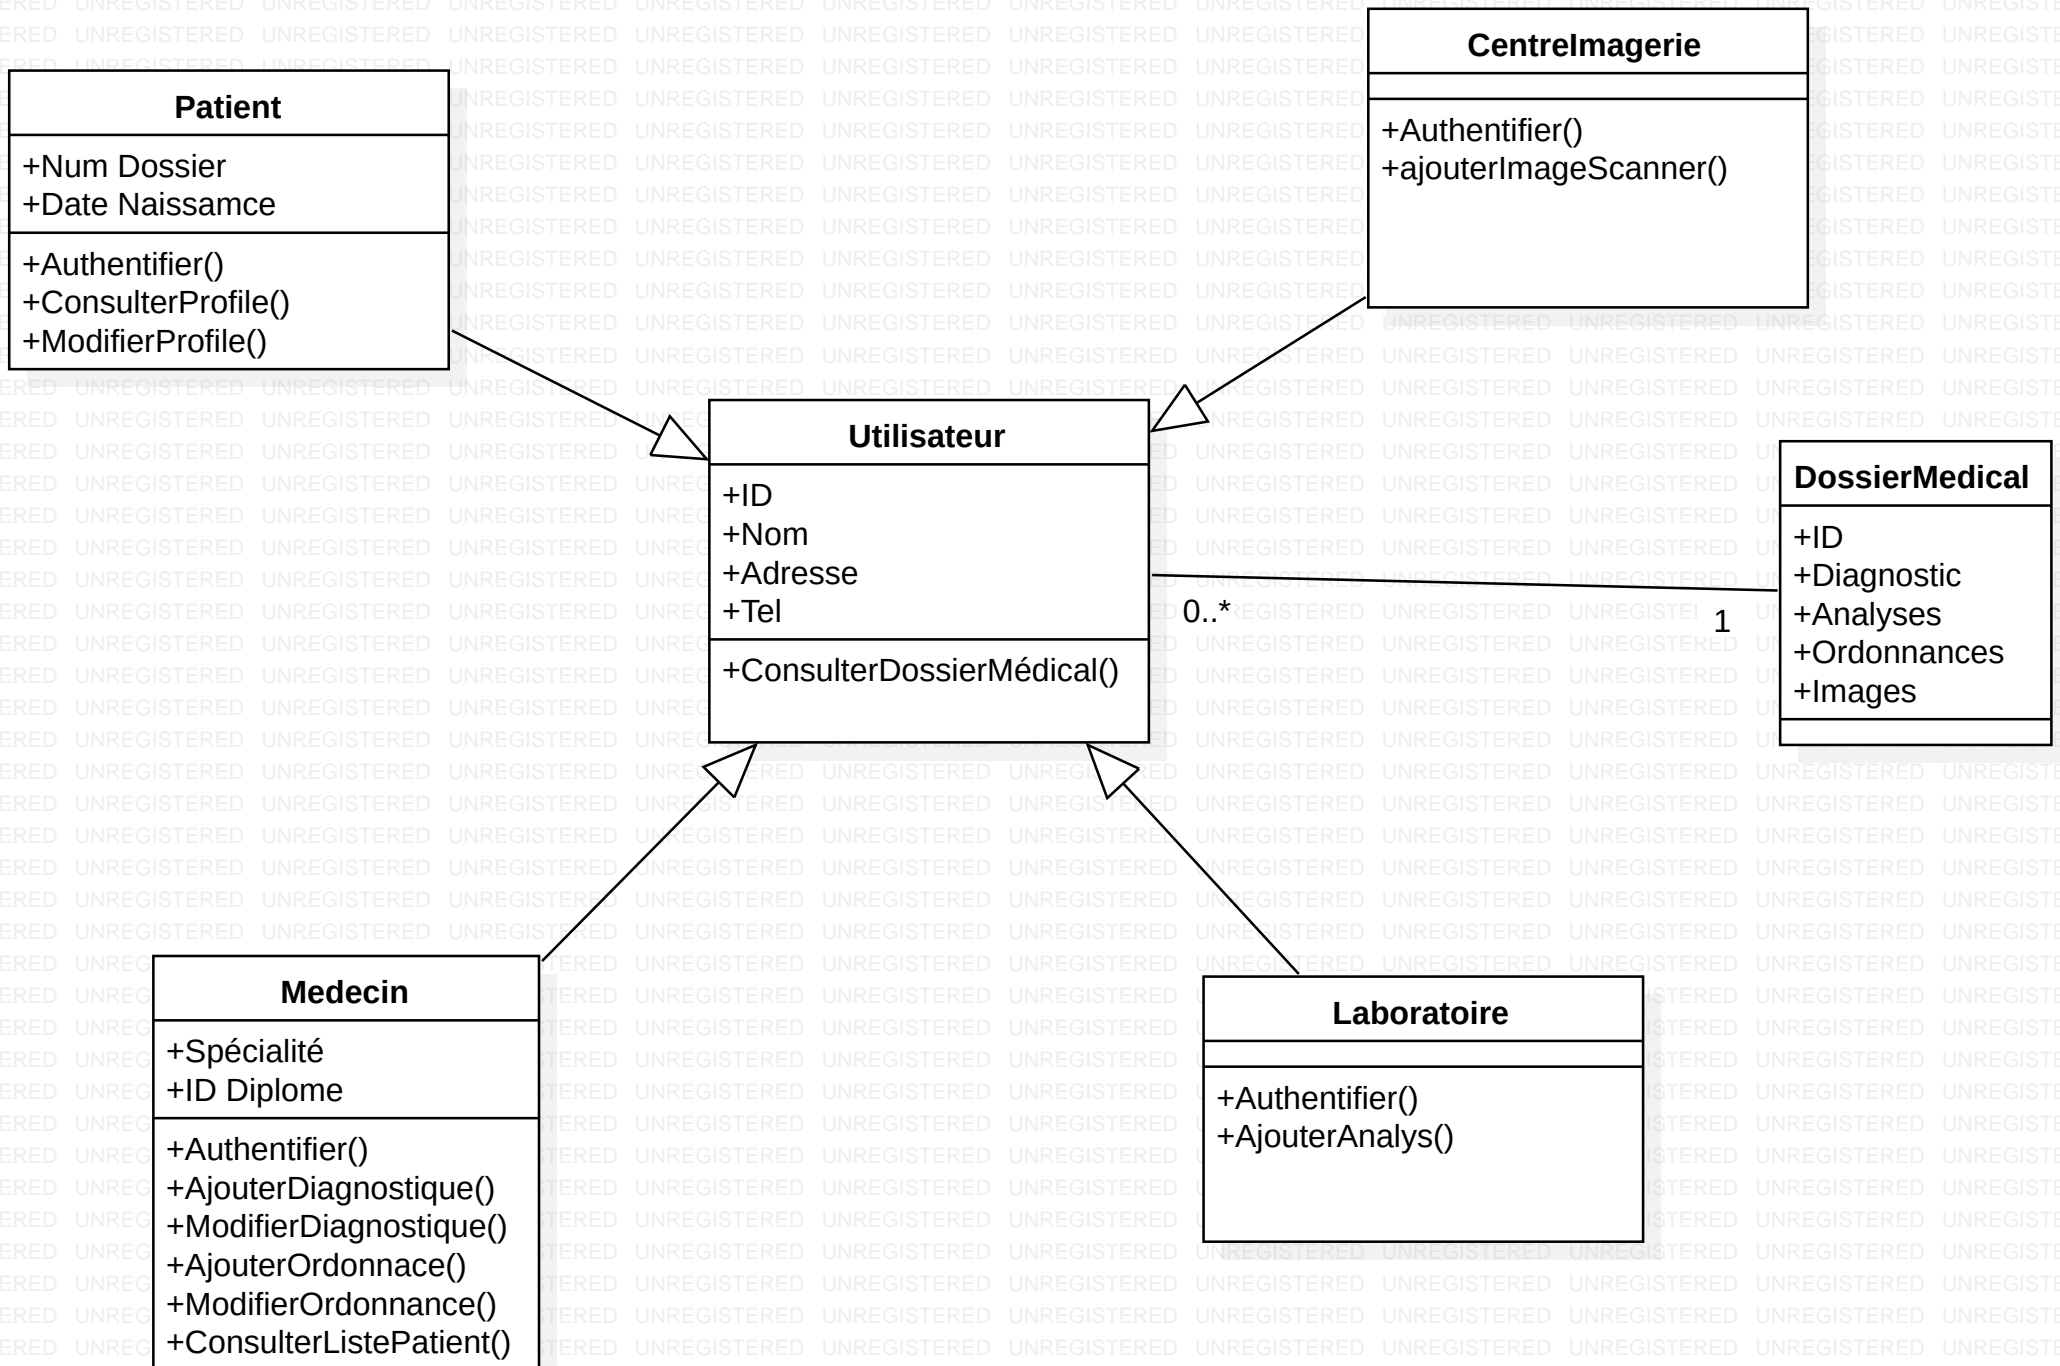 CentreImagerie
+Authentifier()
+ajouterImageScanner()
Patient
+Num Dossier
+Date Naissamce
+Authentifier()
+ConsulterProfile()
+ModifierProfile()
Utilisateur
+ID
+Nom
+Adresse
+Tel
+ConsulterDossierMédical()
0..*
1
DossierMedical
+ID
+Diagnostic
+Analyses
+Ordonnances
+Images
Medecin
+Spécialité
+ID Diplome
+Authentifier()
+AjouterDiagnostique()
+ModifierDiagnostique()
+AjouterOrdonnace()
+ModifierOrdonnance()
+ConsulterListePatient()
Laboratoire
+Authentifier()
+AjouterAnalys()
UNREGISTERED